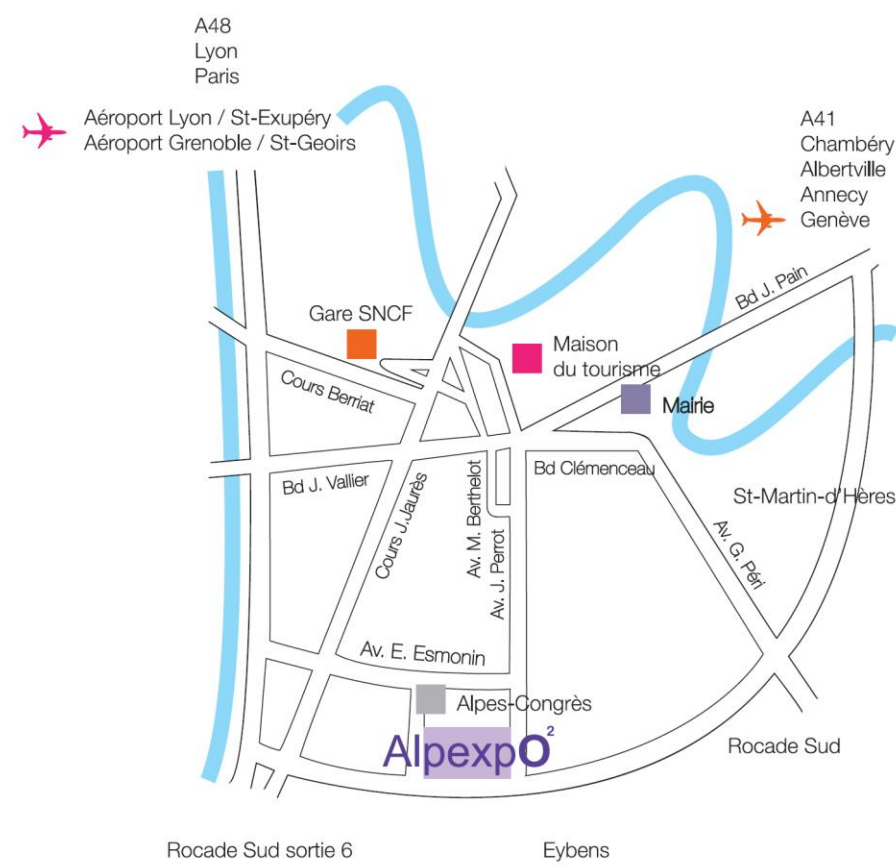 A48
Lyon
Paris
Aéroport Lyon / St-Exupéry
Aéroport Grenoble / St-Geoirs
A41
Chambéry
Albertville
Annecy
Genève
Bd J. Pain
Gare SNCF
Maison
du tourisme
Cours Berriat
Mairie
Bd J. Vallier
Bd Clémenceau
St-Martin-d'Hères
Cours J.Jaurès
Av. M. Berthelot
Av. J. Perrot
Av. G. Péri
Av. E. Esmonin
Alpes-Congrès
AlpexpO²
Rocade Sud
Rocade Sud sortie 6
Eybens